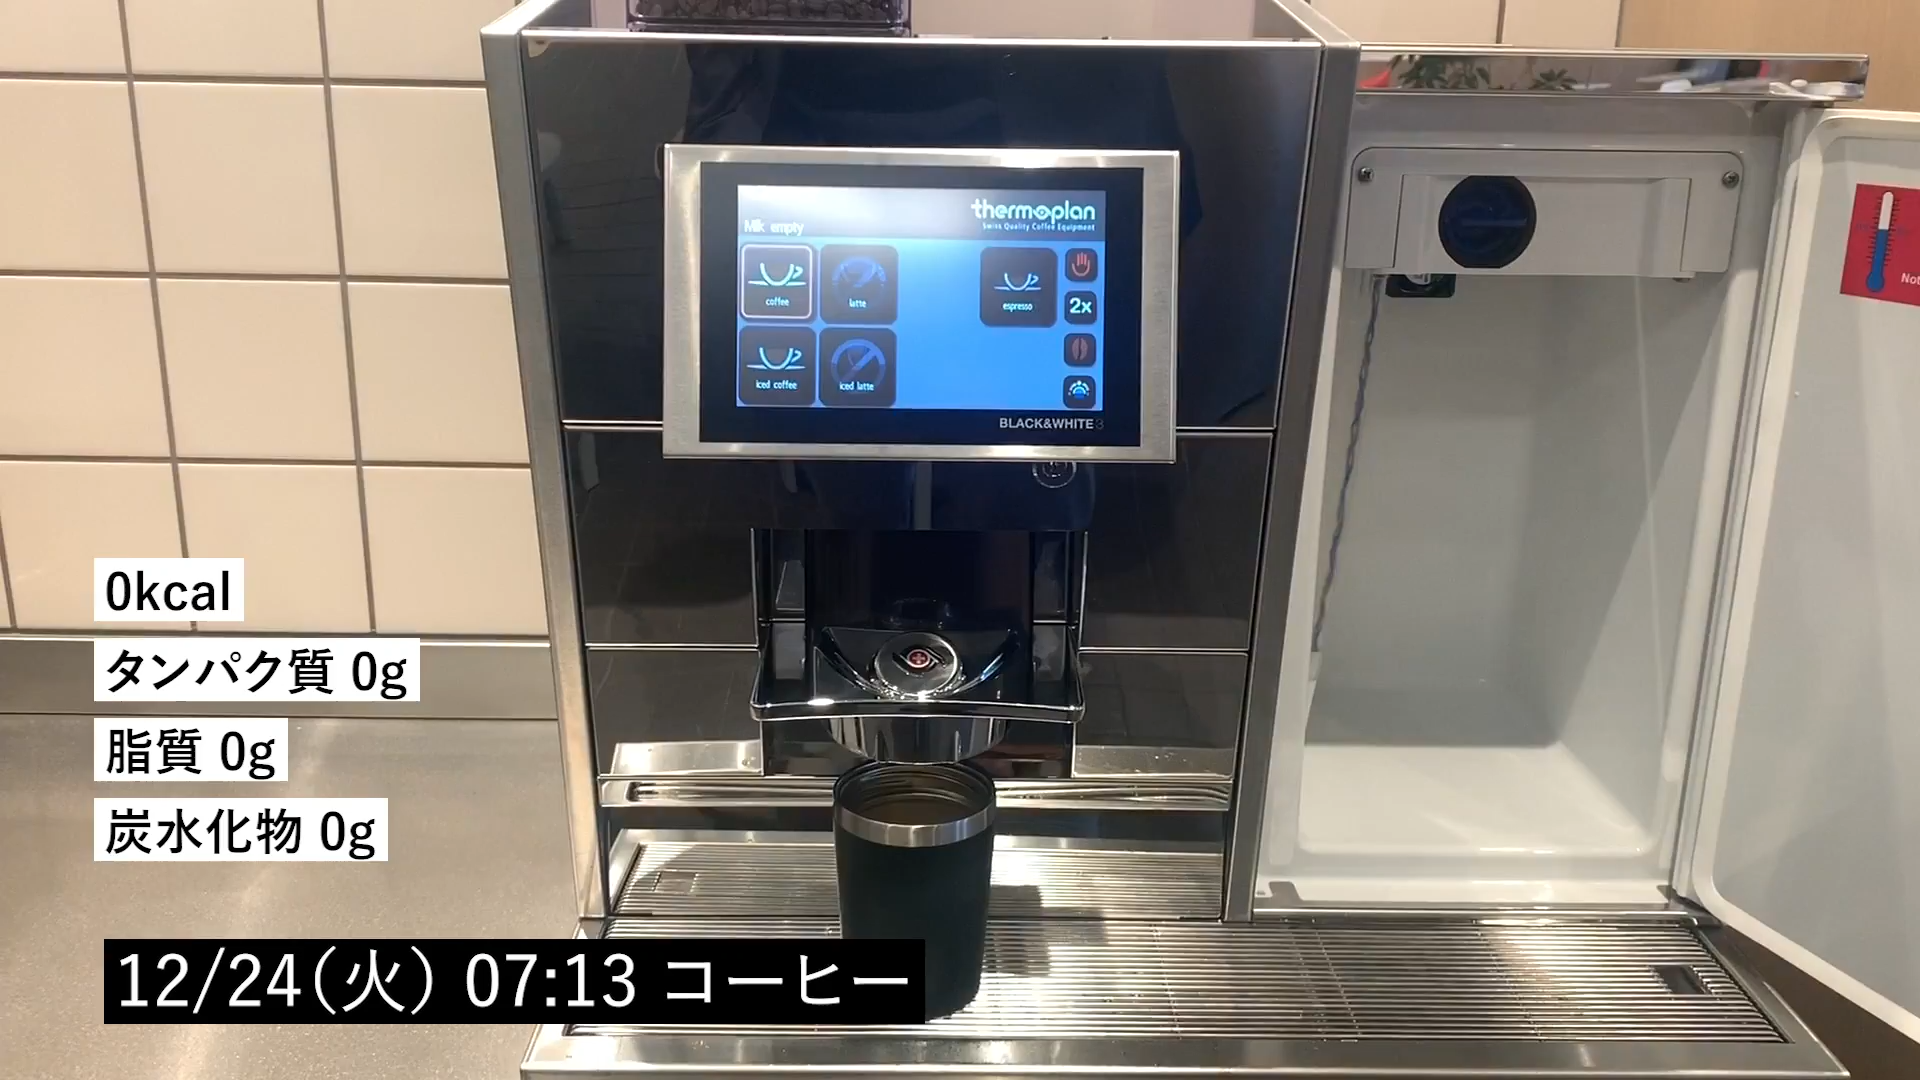 thermoplan
Swiss Quality Coffee Equipment
Milk empty
coffee
latte
espresso
2x
iced coffee
iced latte
BLACK&WHITE3
Not
0kcal
タンパク質 0g
脂質 0g
炭水化物 0g
12/24(火) 07:13 コーヒー